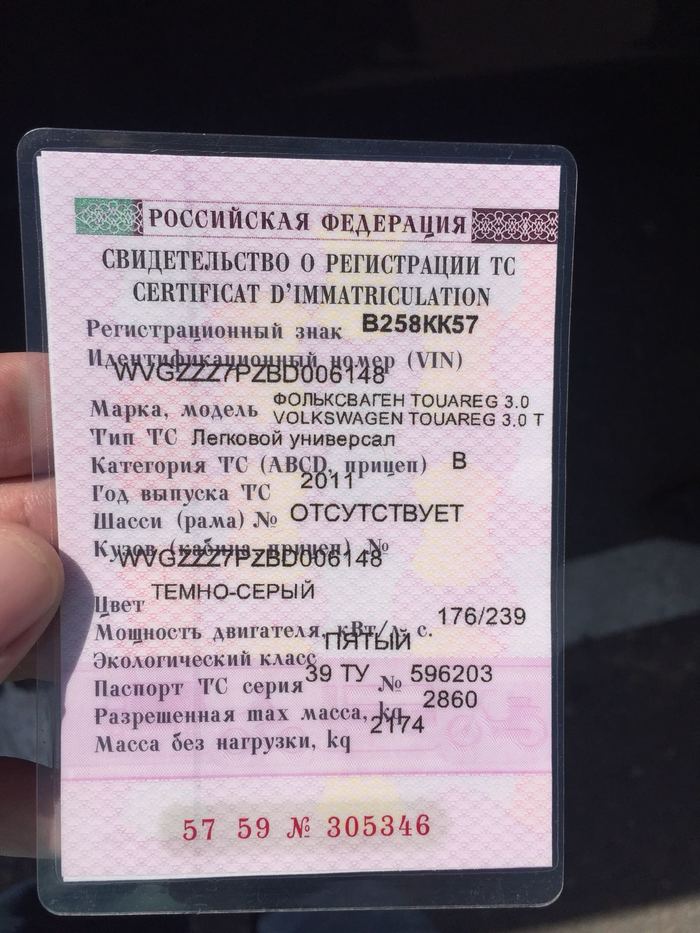 РОССИЙСКАЯ ФЕДЕРАЦИЯ
СВИДЕТЕЛЬСТВО О РЕГИСТРАЦИИ ТС
CERTIFICAT D'IMMATRICULATION
Регистрационный знак В258КК57
Идентификационный номер (VIN)
WVGZZZ7PZBD006148
Марка, модель ФОЛЬКСВАГЕН TOUAREG 3.0
VOLKSWAGEN TOUAREG 3.0 T
Тип ТС Легковой универсал
Категория ТС (ABCD, прицеп) B
Год выпуска ТС 2011
Шасси (рама) № ОТСУТСТВУЕТ
Кузов (кабина, прицеп) №
WVGZZZ7PZBD006148
Цвет ТЕМНО-СЕРЫЙ
Мощность двигателя, кВт/л. с. 176/239
Экологический класс ПЯТЫЙ
Паспорт ТС серия 39 ТУ № 596203
Разрешенная max масса, kg 2860
Масса без нагрузки, kg 2174
57 59 № 305346